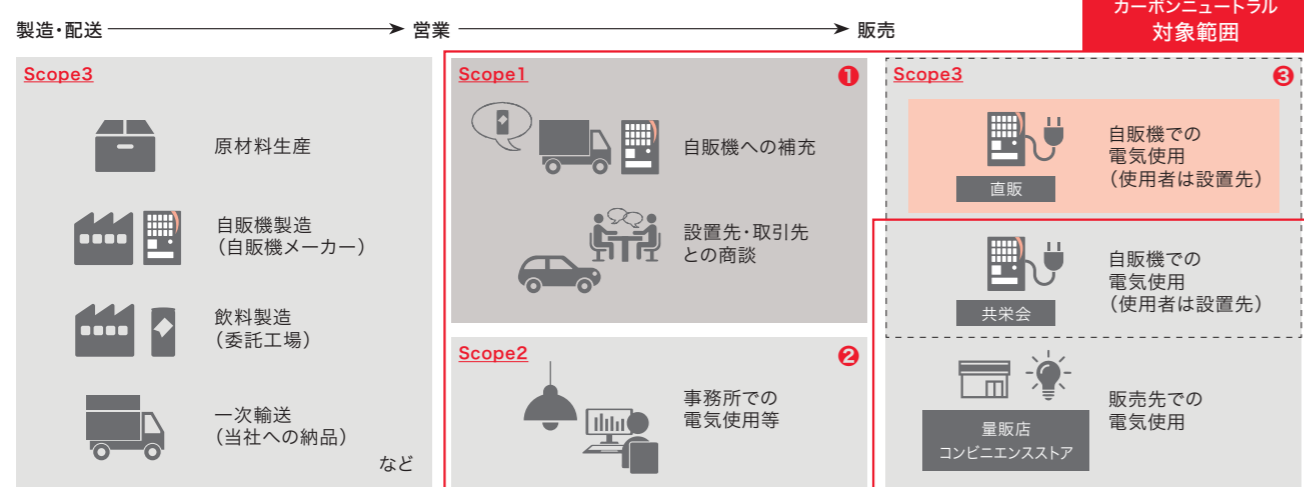 カーボンニュートラル
対象範囲
製造・配送
営業
販売
Scope3
原材料生産
自販機製造
（自販機メーカー）
飲料製造
（委託工場）
一次輸送
（当社への納品）
など
Scope1
❶
自販機への補充
設置先・取引先
との商談
Scope2
❷
事務所での
電気使用等
Scope3
❸
直販
自販機での
電気使用
（使用者は設置先）
共栄会
自販機での
電気使用
（使用者は設置先）
量販店
コンビニエンスストア
販売先での
電気使用